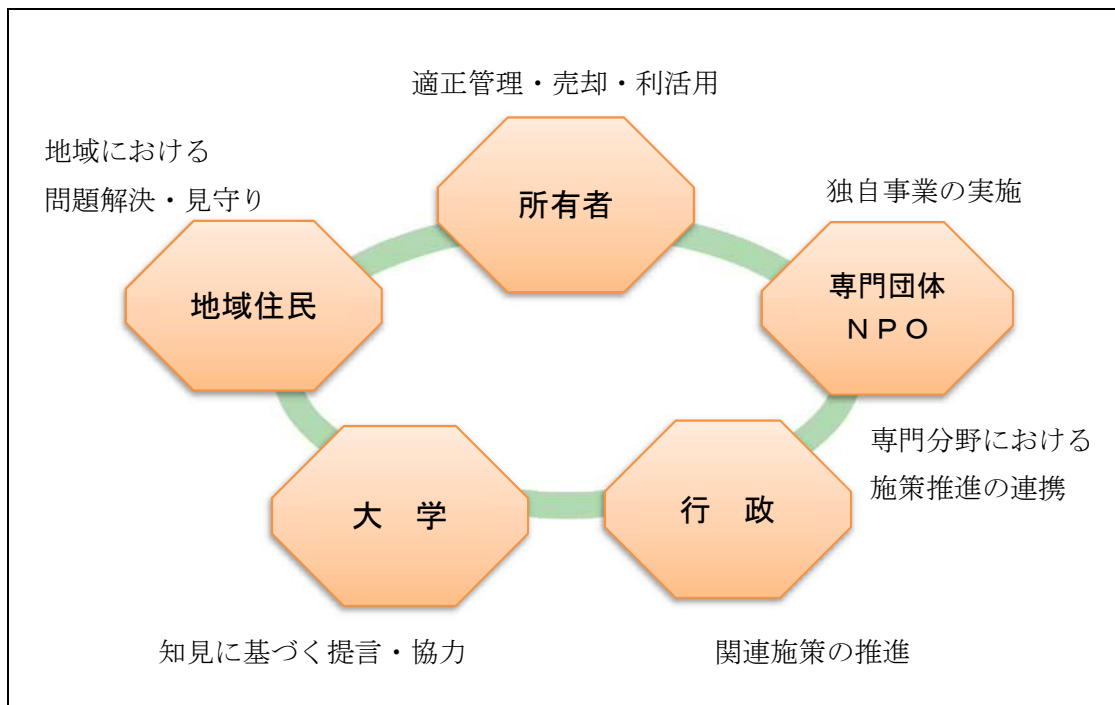 適正管理・売却・利活用
所有者
地域における
問題解決・見守り
地域住民
独自事業の実施
専門団体
ＮＰＯ
専門分野における
施策推進の連携
大　学
知見に基づく提言・協力
行　政
関連施策の推進